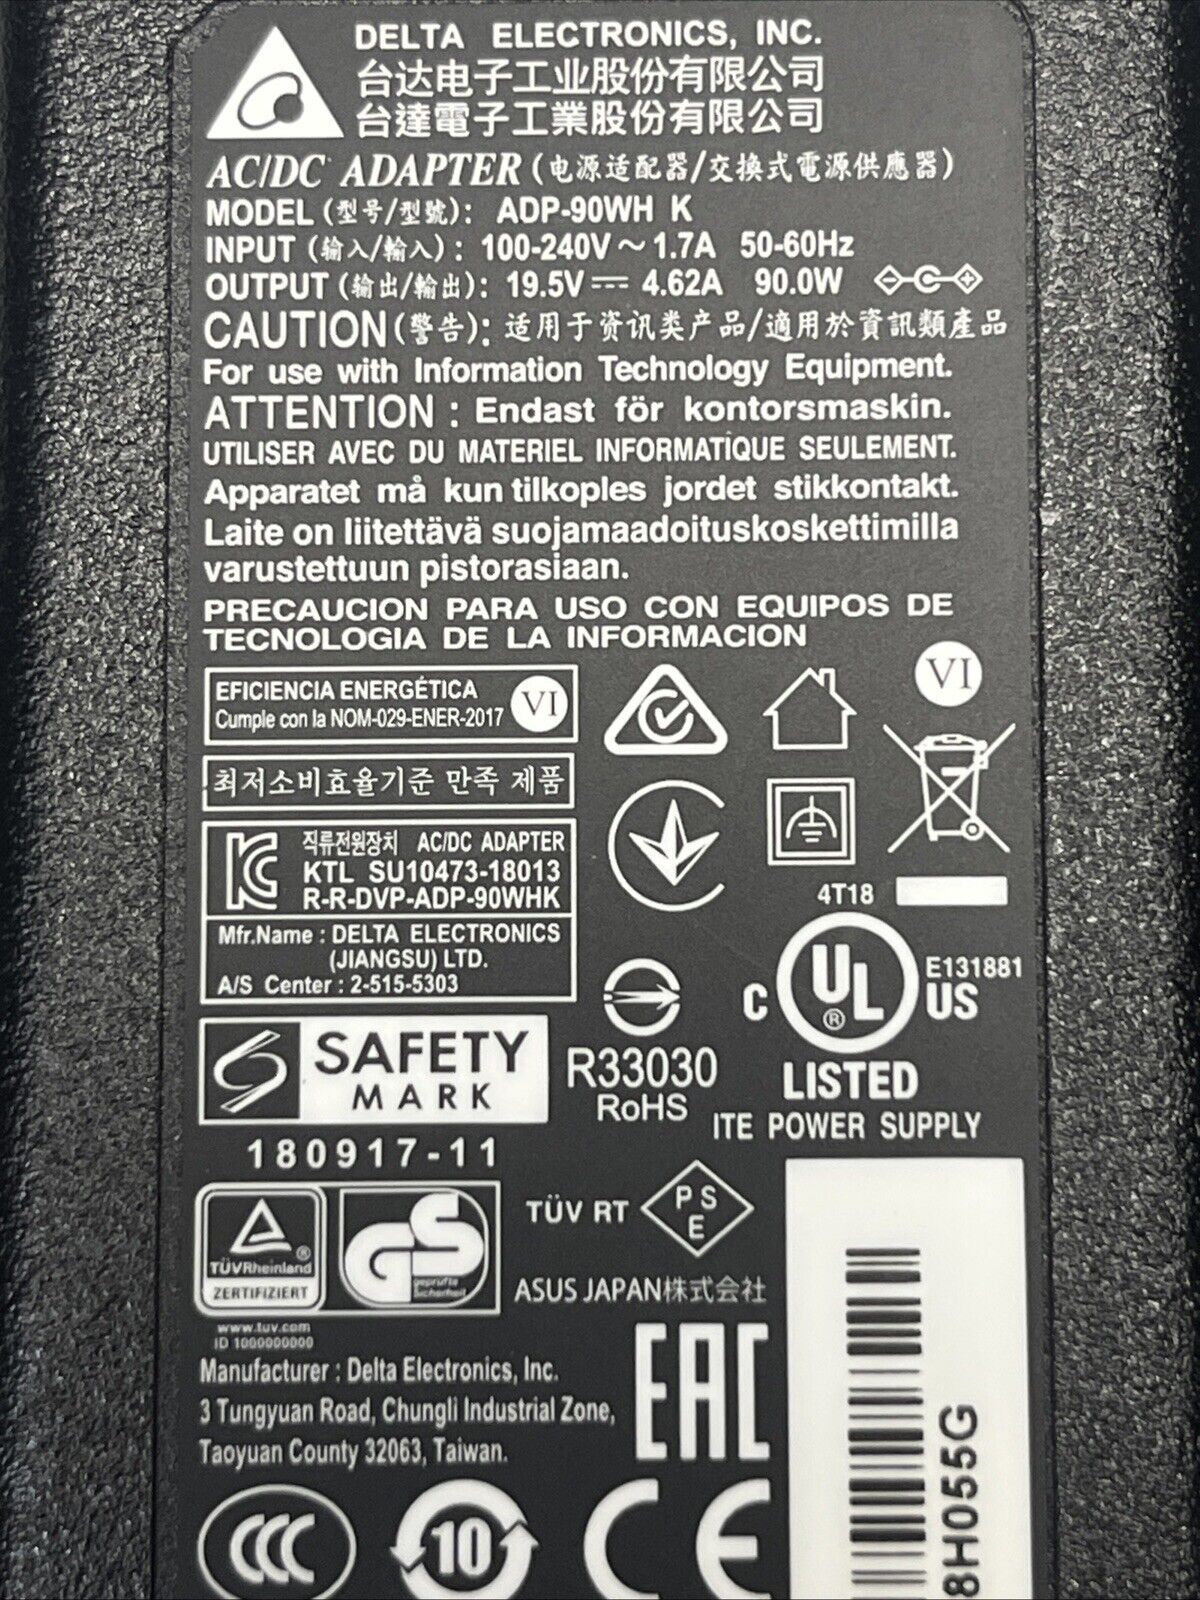 DELTA ELECTRONICS, INC.
台达电子工业股份有限公司
台達電子工業股份有限公司
AC/DC ADAPTER (电源适配器/交換式電源供應器)
MODEL (型号/型號): ADP-90WH K
INPUT (输入/輸入) : 100-240V ~ 1.7A 50-60Hz
OUTPUT (输出/輸出): 19.5V ⎓ 4.62A 90.0W
CAUTION (警告): 适用于资讯类产品/適用於資訊類產品
For use with Information Technology Equipment.
ATTENTION : Endast för kontorsmaskin.
UTILISER AVEC DU MATERIEL INFORMATIQUE SEULEMENT.
Apparatet må kun tilkoples jordet stikkontakt.
Laite on liitettävä suojamaadoituskoskettimilla
varustettuun pistorasiaan.
PRECAUCION PARA USO CON EQUIPOS DE
TECNOLOGIA DE LA INFORMACION
EFICIENCIA ENERGÉTICA
Cumple con la NOM-029-ENER-2017
VI
VI
최저소비효율기준 만족 제품
직류전원장치 AC/DC ADAPTER
KTL SU10473-18013
R-R-DVP-ADP-90WHK
Mfr.Name : DELTA ELECTRONICS
(JIANGSU) LTD.
A/S Center : 2-515-5303
4T18
C UL ® US
E131881
LISTED
ITE POWER SUPPLY
R33030
RoHS
SAFETY
MARK
180917-11
TÜVRheinland ®
ZERTIFIZIERT
GS
geprüfte
Sicherheit
www.tuv.com
ID 1000000000
TÜV RT
PS
E
ASUS JAPAN株式会社
Manufacturer : Delta Electronics, Inc.
3 Tungyuan Road, Chungli Industrial Zone,
Taoyuan County 32063, Taiwan.
EAC
CCC
10
CE
8H055G